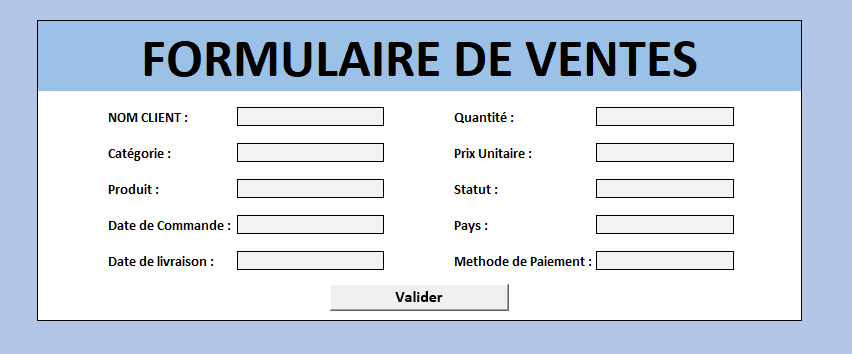 FORMULAIRE DE VENTES
NOM CLIENT :
Quantité :
Catégorie :
Prix Unitaire :
Produit :
Statut :
Date de Commande :
Pays :
Date de livraison :
Methode de Paiement :
Valider